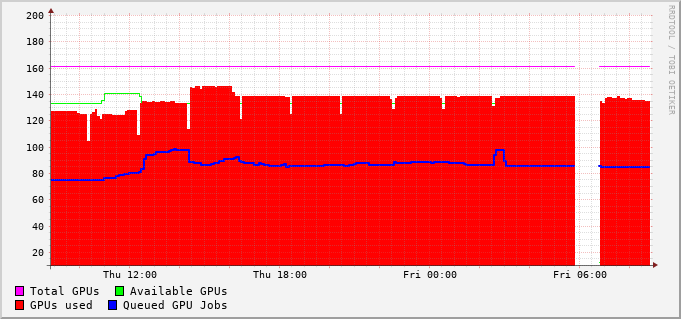 200
180
160
140
120
100
80
60
40
20
Thu 12:00 Thu 18:00 Fri 00:00 Fri 06:00
Total GPUs Available GPUs
GPUs used Queued GPU Jobs
RRDTOOL / TOBI OETIKER